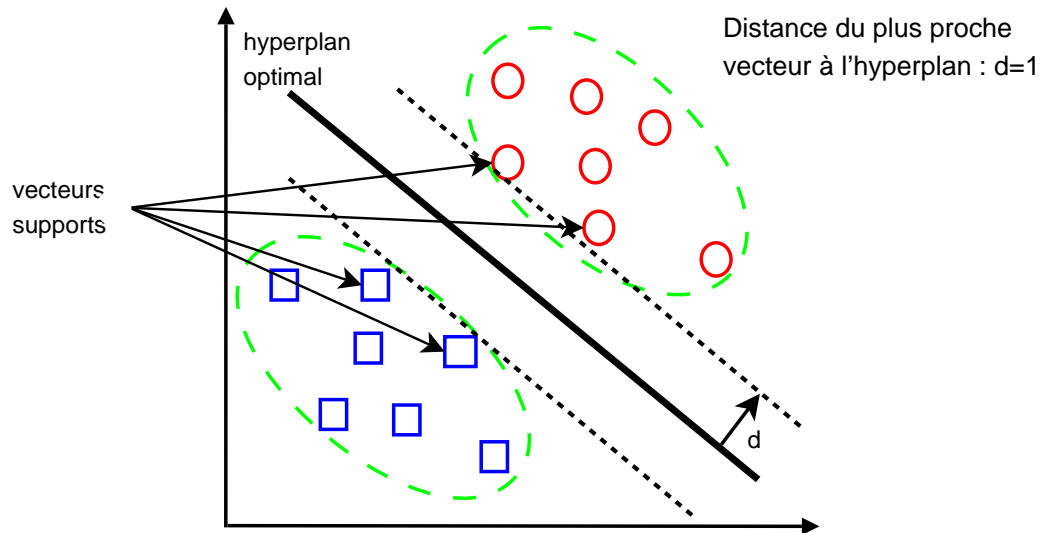 hyperplan
optimal
Distance du plus proche
vecteur à l'hyperplan : d=1
vecteurs
supports
d